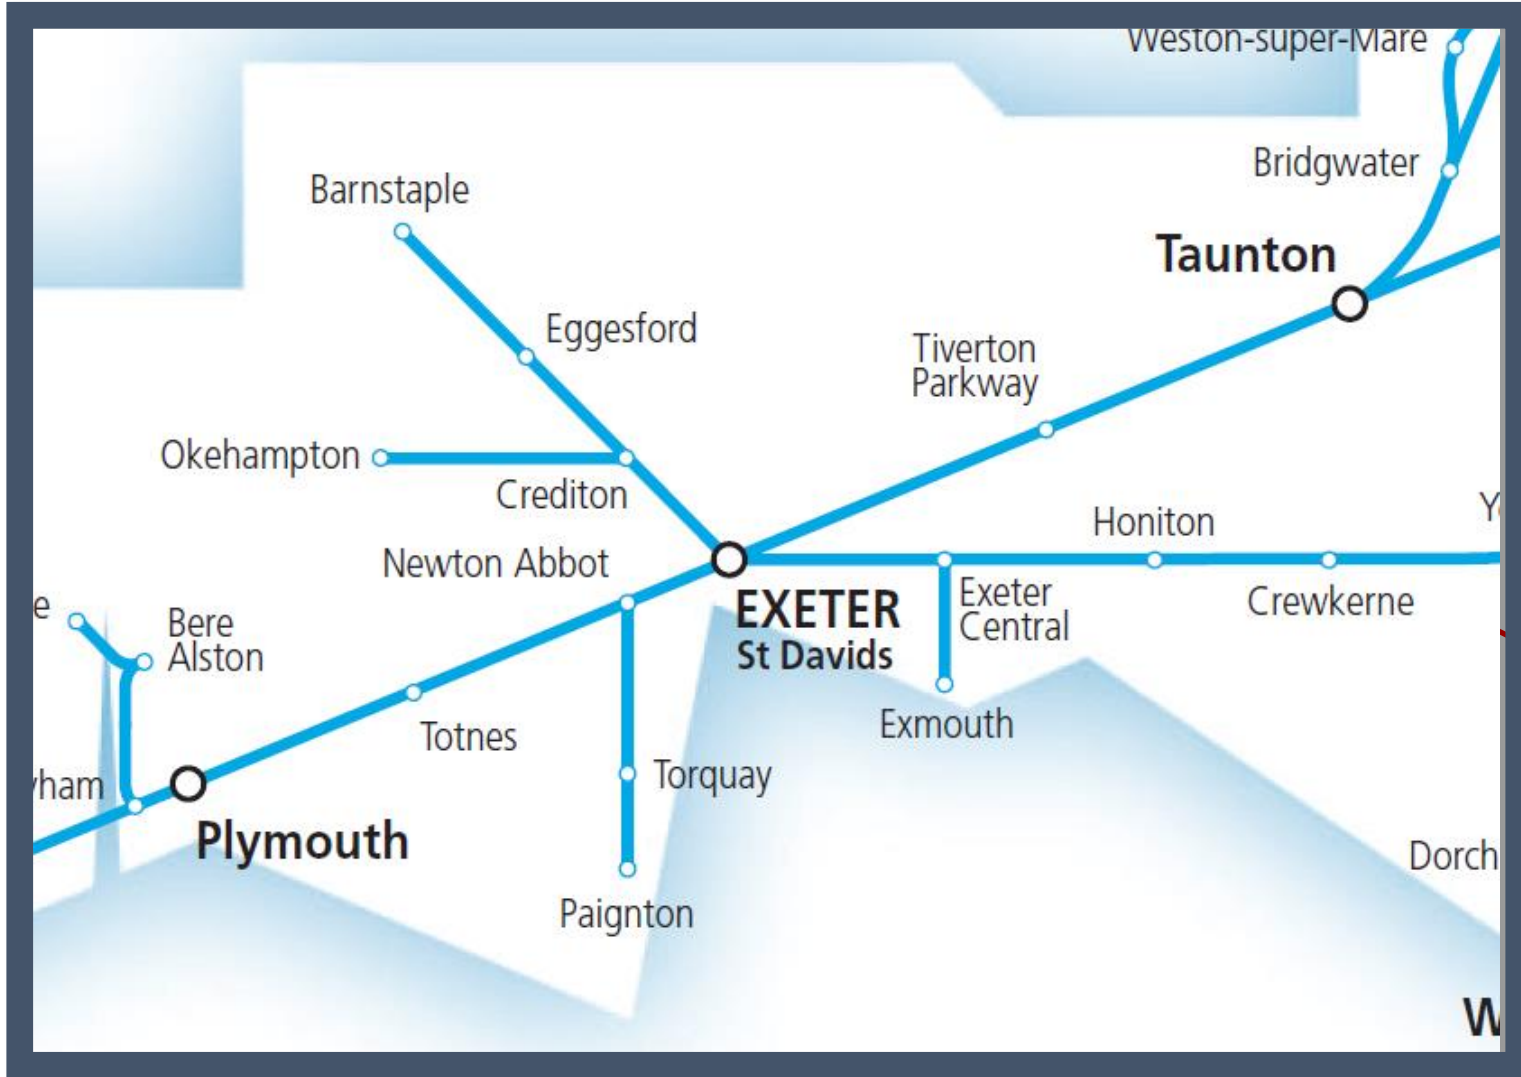 Weston-super-Mare
Bridgwater
Barnstaple
Taunton
Eggesford
Tiverton
Parkway
Okehampton
Crediton
Honiton
Newton Abbot
EXETER
St Davids
Exeter
Central
Crewkerne
e
Bere
Alston
Exmouth
Totnes
Torquay
ham
Plymouth
Dorch
Paignton
W